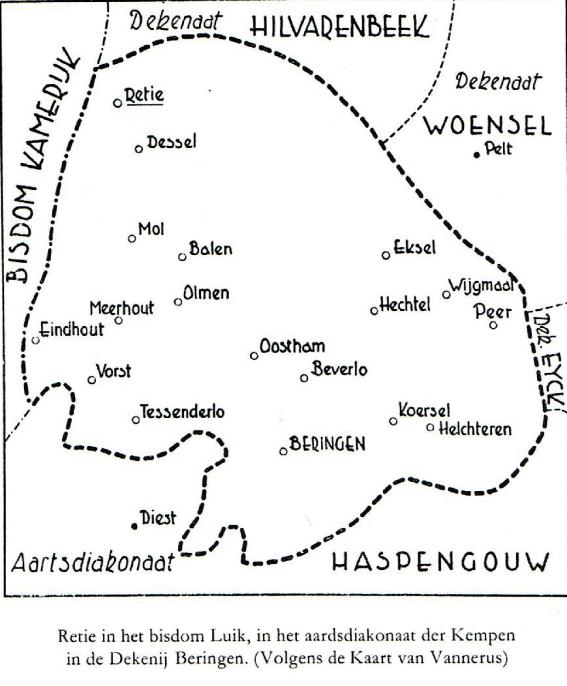 Dekenaat HILVARENBEEK
BISDOM KAMERIJK
Dekenaat
WOENSEL
Pelt
Retie
Dessel
Mol
Balen
Eksel
Olmen
Wijgmaal
Meerhout
Hechtel
Peer
Eindhout
Dek. EYCK
Oostham
Vorst
Beverlo
Tessenderlo
Koersel
Helchteren
BERINGEN
Diest
Aartsdiakonaat HASPENGOUW
Retie in het bisdom Luik, in het aardsdiakonaat der Kempen
in de Dekenij Beringen. (Volgens de Kaart van Vannerus)